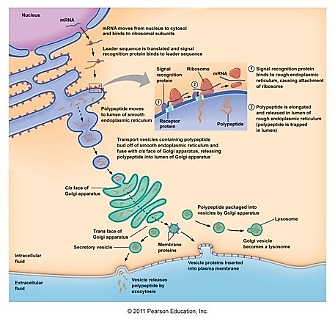 Nucleus
mRNA
mRNA moves from nucleus to cytosol
and binds to ribosomal subunits
Leader sequence is translated and signal
recognition protein binds to leader sequence
Signal
recognition
protein
Ribosome
mRNA
1
2
Receptor
protein
Polypeptide
1 Signal recognition protein
binds to rough endoplasmic
reticulum, causing attachment
of ribosome
2 Polypeptide is elongated
and released in lumen of
rough endoplasmic reticulum
(polypeptide is trapped
in lumen)
Polypeptide moves
to lumen of smooth
endoplasmic reticulum
Transport vesicles containing polypeptide
bud off of smooth endoplasmic reticulum and
fuse with cis face of Golgi apparatus, releasing
polypeptide into lumen of Golgi apparatus
Cis face of
Golgi apparatus
Trans face of
Golgi apparatus
Secretory vesicle
Membrane
proteins
Polypeptide packaged into
vesicles by Golgi apparatus
Lysosome
Golgi vesicle
becomes a lysosome
Intracellular
fluid
Extracellular
fluid
Vesicle releases
polypeptide by
exocytosis
Vesicle proteins inserted
into plasma membrane
© 2011 Pearson Education, Inc.